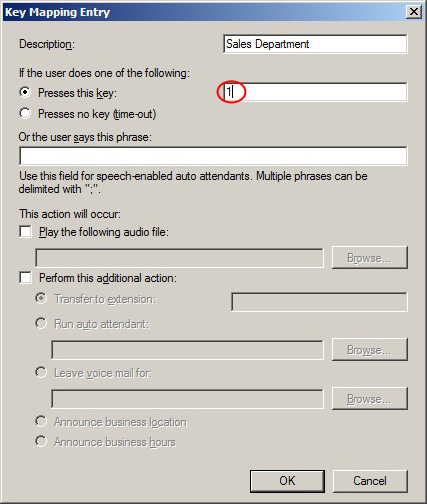 Key Mapping Entry
Description: Sales Department
If the user does one of the following:
Presses this key: 1
Presses no key (time-out)
Or the user says this phrase:
Use this field for speech-enabled auto attendants. Multiple phrases can be
delimited with ";".
This action will occur:
Play the following audio file:
Browse...
Perform this additional action:
Transfer to extension:
Run auto attendant:
Browse...
Leave voice mail for:
Browse...
Announce business location
Announce business hours
OK Cancel